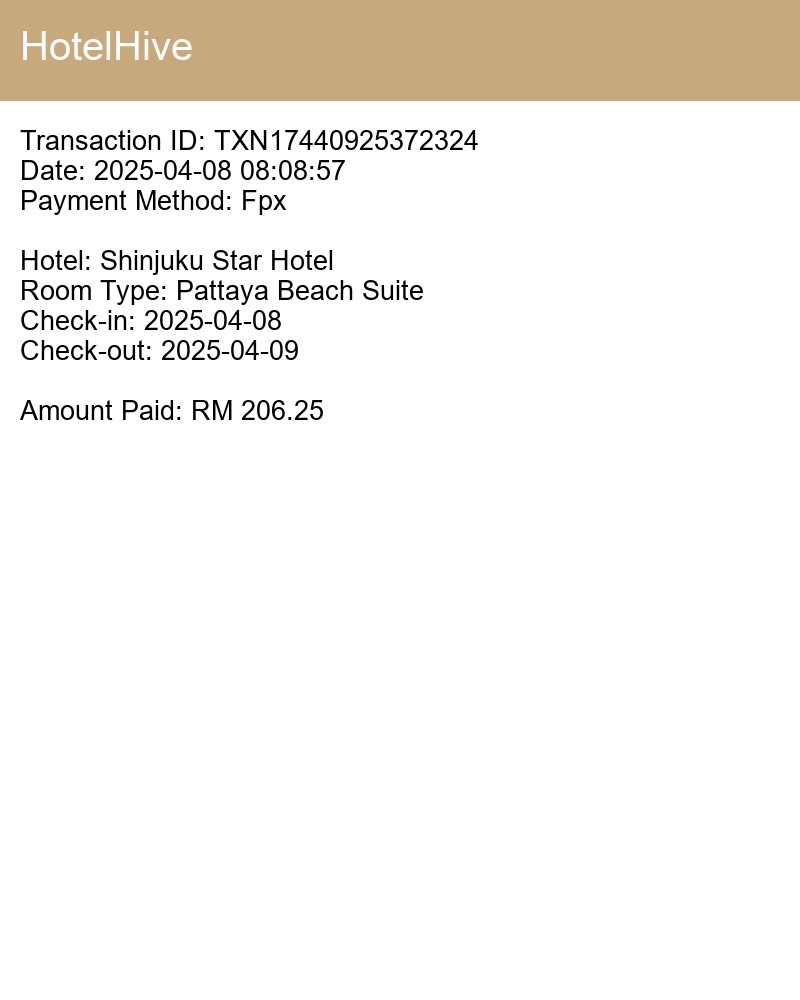 HotelHive
Transaction ID: TXN17440925372324
Date: 2025-04-08 08:08:57
Payment Method: Fpx
Hotel: Shinjuku Star Hotel
Room Type: Pattaya Beach Suite
Check-in: 2025-04-08
Check-out: 2025-04-09
Amount Paid: RM 206.25